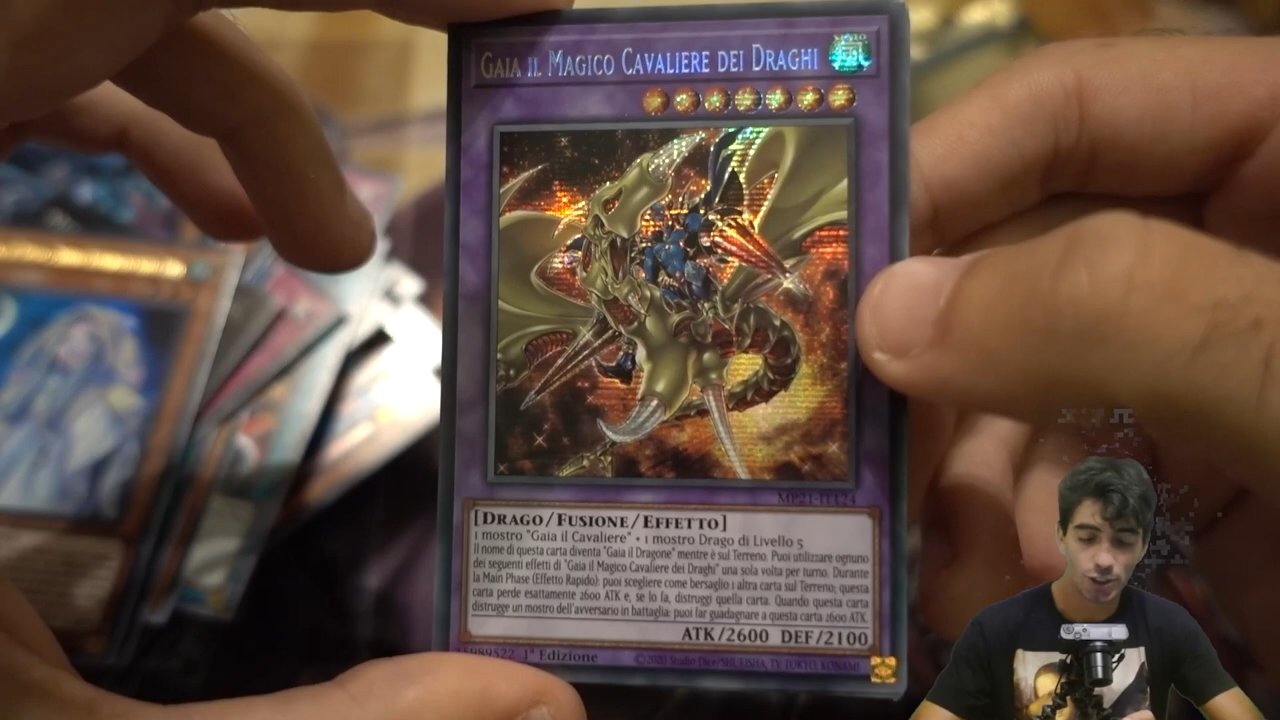 Gaia il Magico Cavaliere dei Draghi
MP21-IT124
[Drago/Fusione/Effetto]
1 mostro "Gaia il Cavaliere" + 1 mostro Drago di Livello 5
Il nome di questa carta diventa "Gaia il Dragone" mentre è sul Terreno. Puoi utilizzare ognuno
dei seguenti effetti di "Gaia il Magico Cavaliere dei Draghi" una sola volta per turno. Durante
la Main Phase (Effetto Rapido): puoi scegliere come bersaglio 1 altra carta sul Terreno; questa
carta perde esattamente 2600 ATK e, se lo fa, distruggi quella carta. Quando questa carta
distrugge un mostro dell'avversario in battaglia: puoi far guadagnare a questa carta 2600 ATK.
ATK/2600 DEF/2100
989522 1ª Edizione
©2020 Studio Dice/SHUEISHA, TV TOKYO, KONAMI